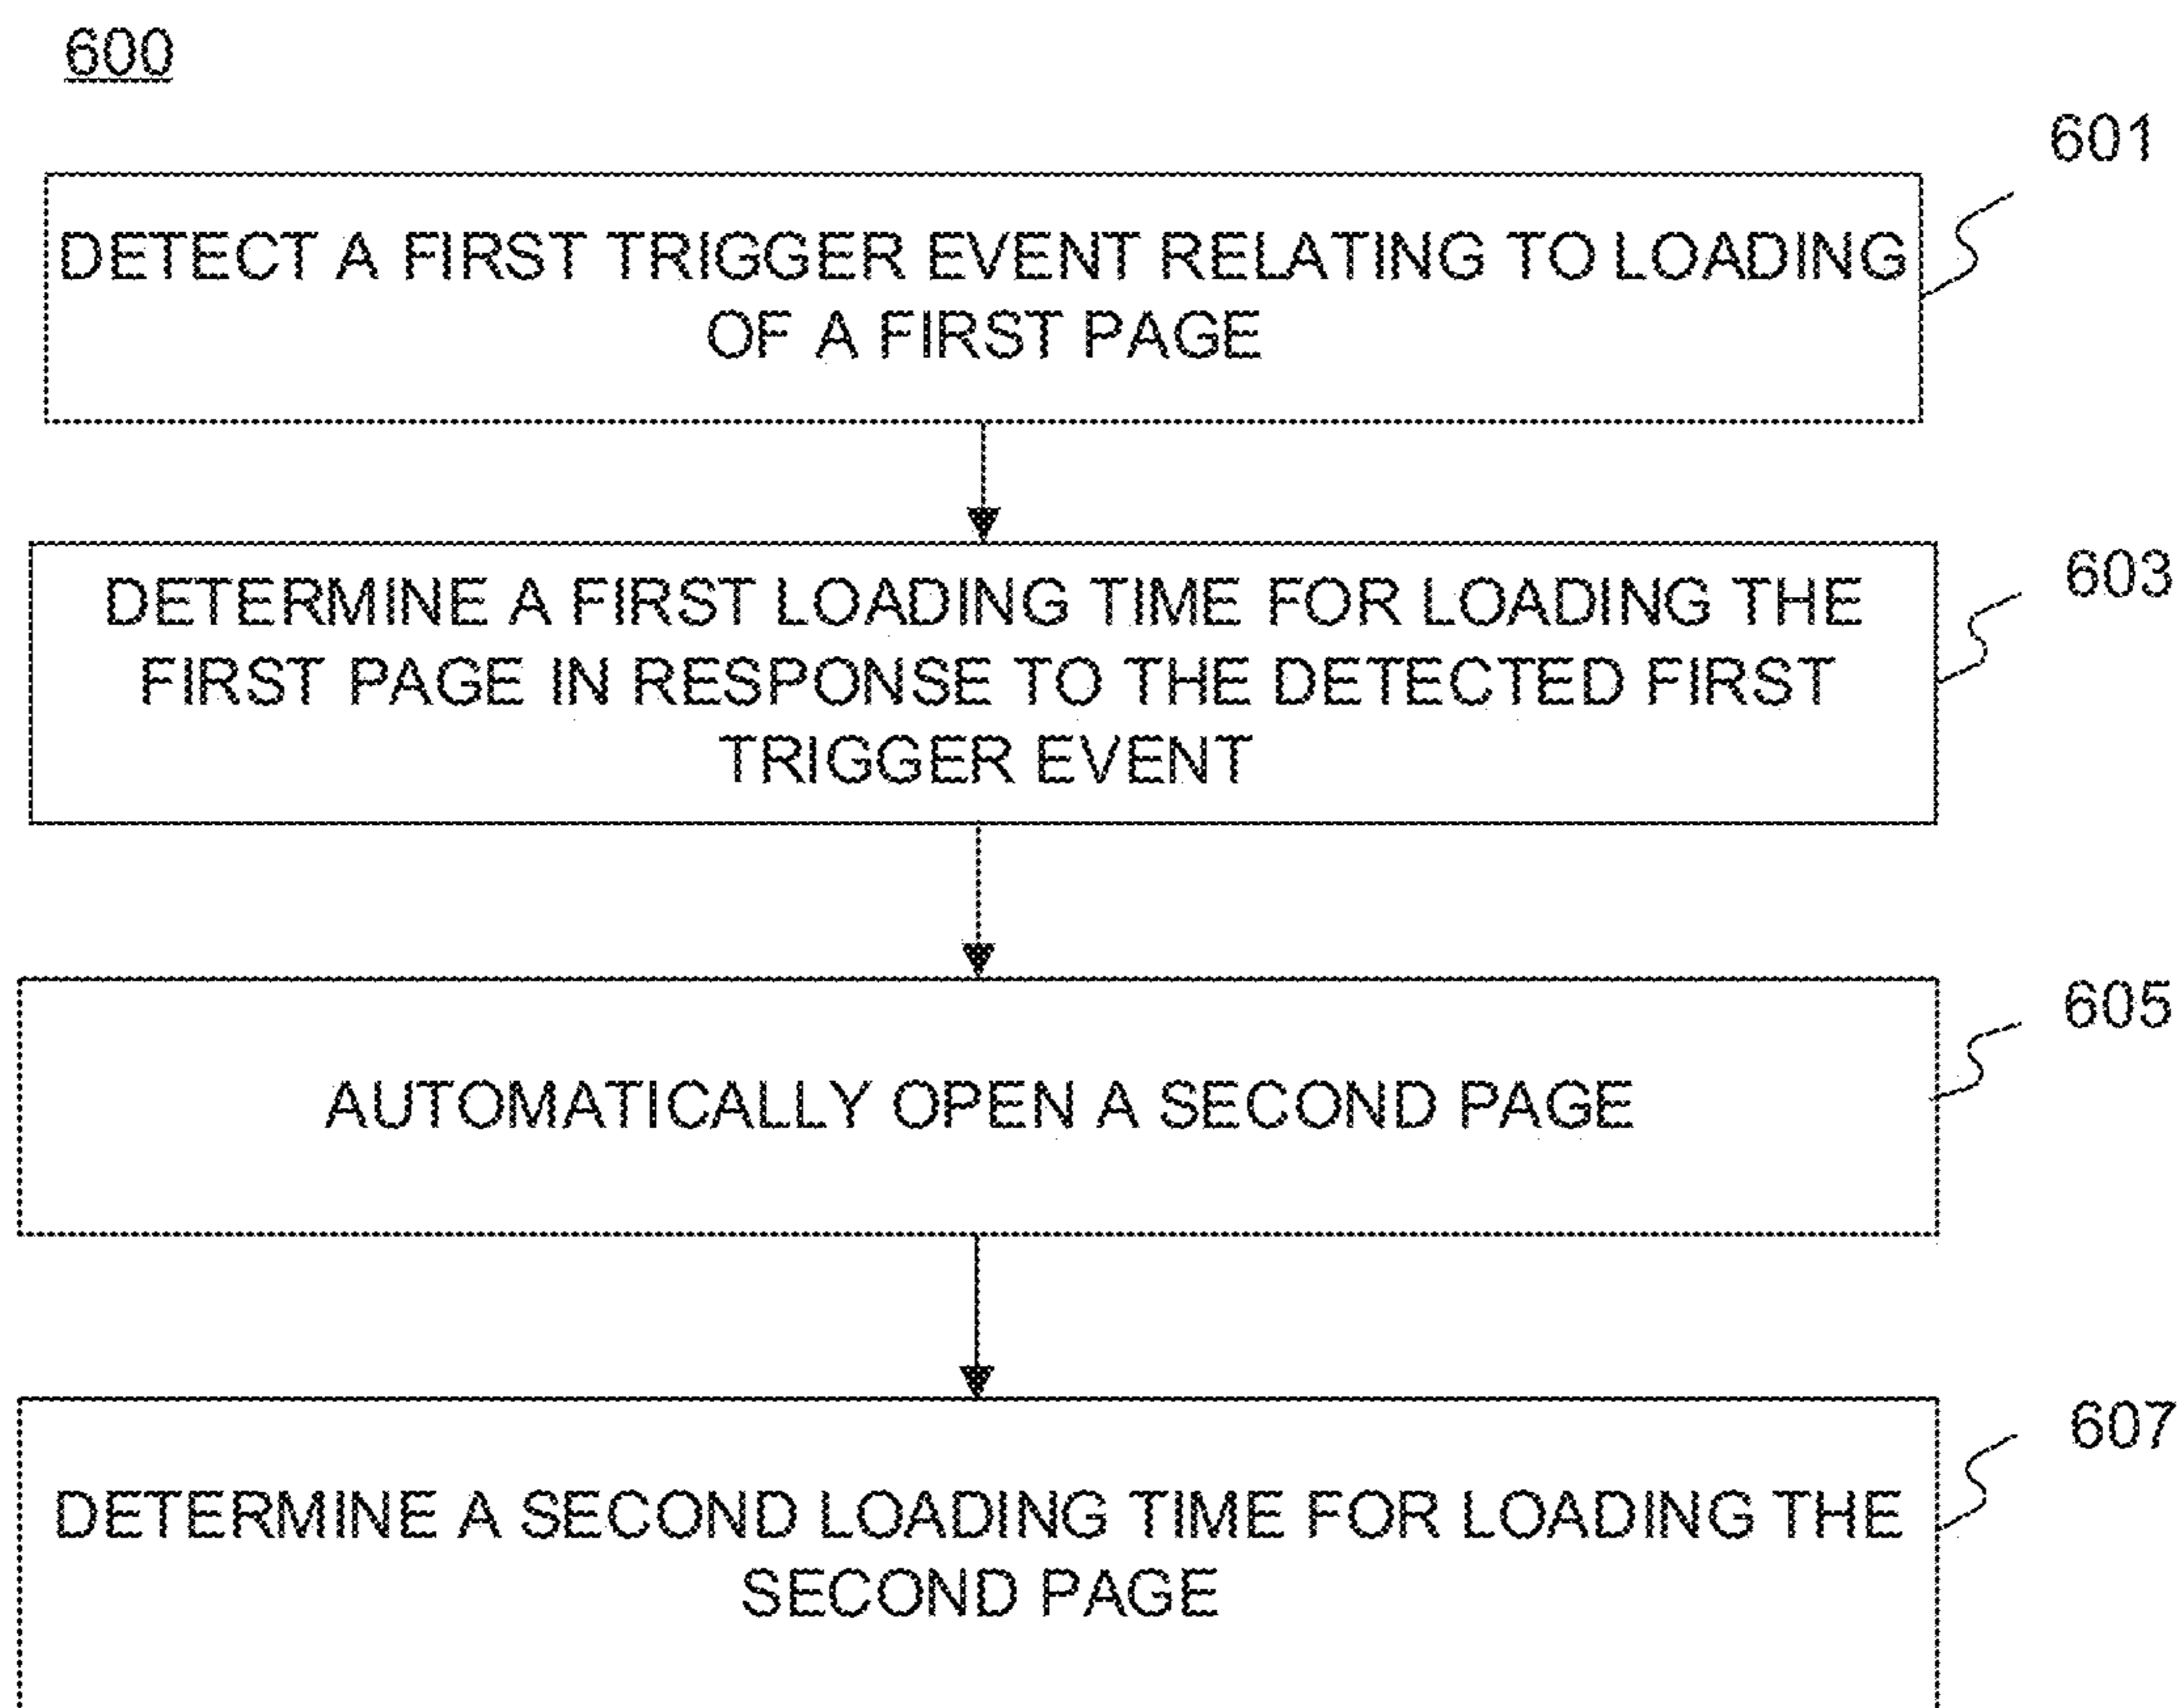 600
601
DETECT A FIRST TRIGGER EVENT RELATING TO LOADING
OF A FIRST PAGE
603
DETERMINE A FIRST LOADING TIME FOR LOADING THE
FIRST PAGE IN RESPONSE TO THE DETECTED FIRST
TRIGGER EVENT
605
AUTOMATICALLY OPEN A SECOND PAGE
607
DETERMINE A SECOND LOADING TIME FOR LOADING THE
SECOND PAGE